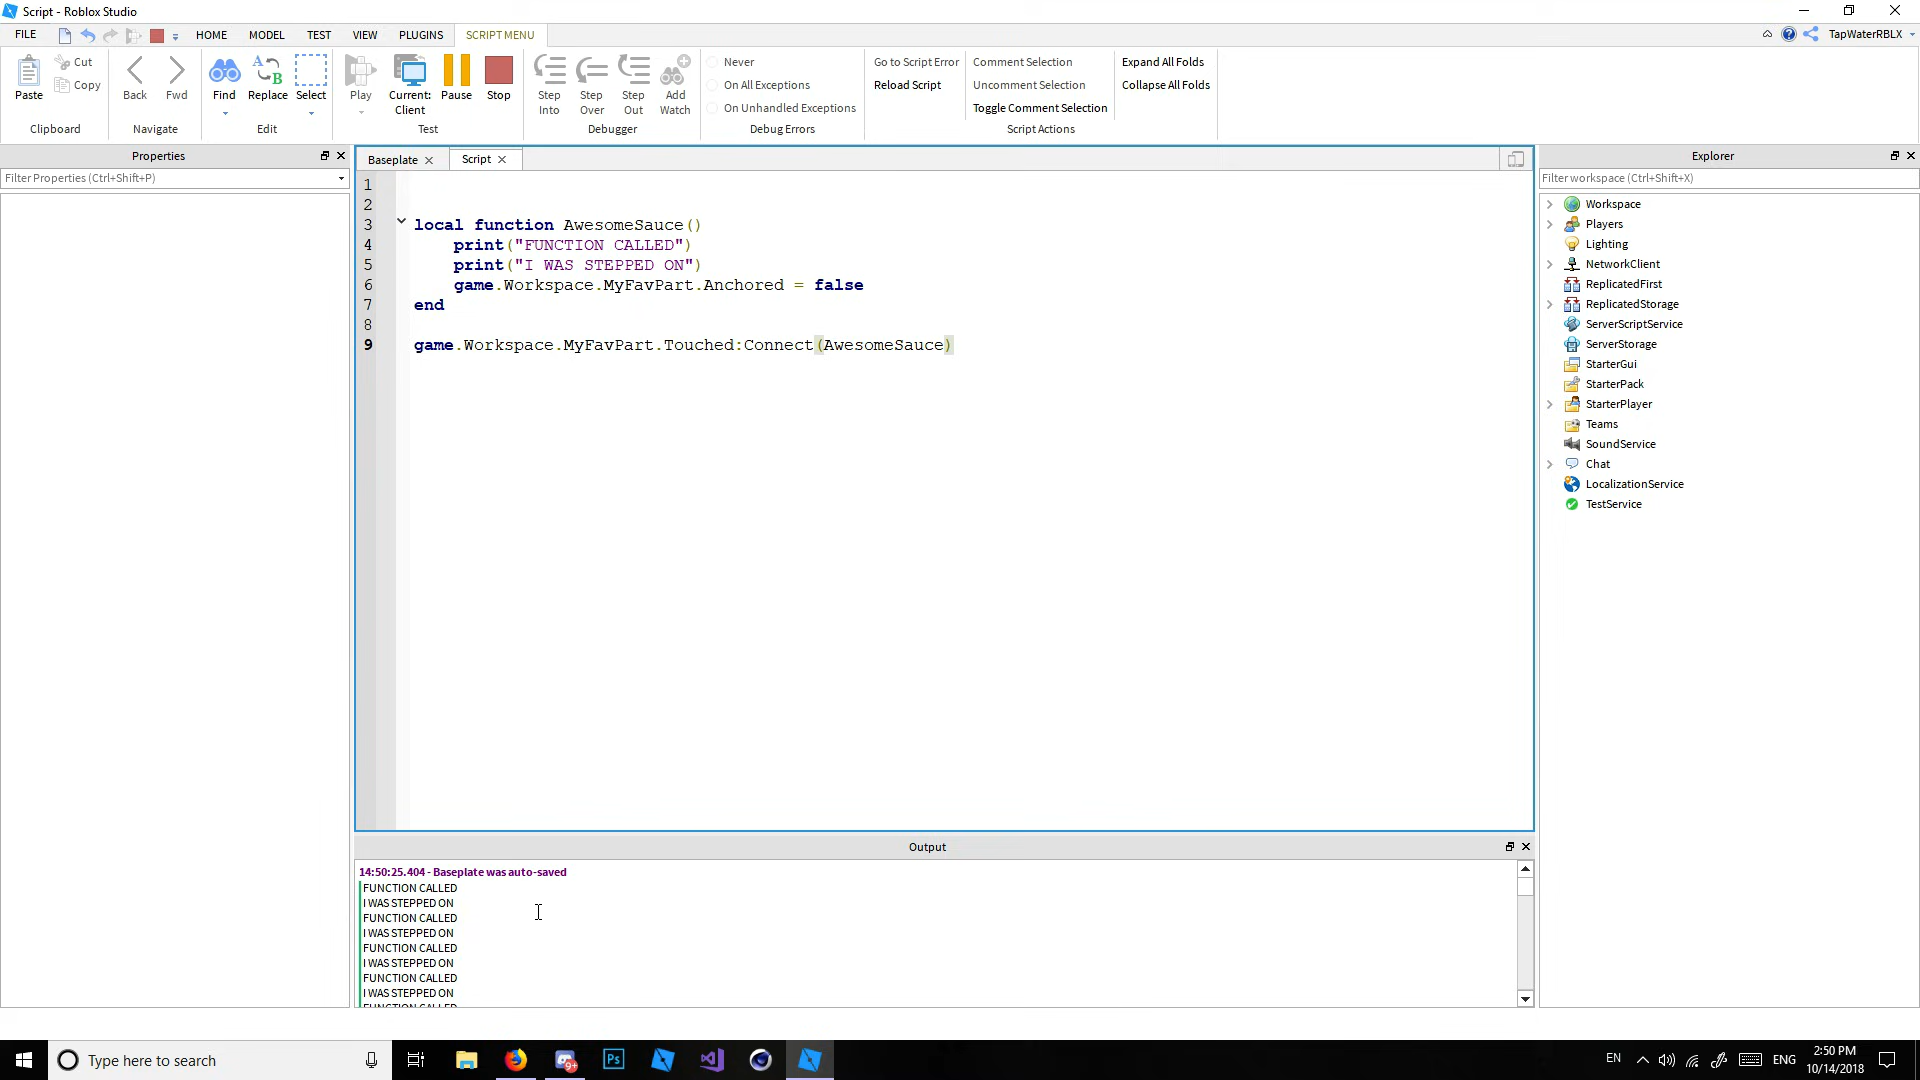 Script - Roblox Studio
FILE HOME MODEL TEST VIEW PLUGINS SCRIPT MENU TapWaterRBLX
Paste Cut Copy Back Fwd Find Replace Select Play Current: Client Pause Stop Step Into Step Over Step Out Add Watch
Never
On All Exceptions
On Unhandled Exceptions
Go to Script Error
Reload Script
Comment Selection
Uncomment Selection
Toggle Comment Selection
Expand All Folds
Collapse All Folds
Clipboard Navigate Edit Test Debugger Debug Errors Script Actions
Properties
Filter Properties (Ctrl+Shift+P)
Baseplate Script
1
2
3 local function AwesomeSauce()
4 print("FUNCTION CALLED")
5 print("I WAS STEPPED ON")
6 game.Workspace.MyFavPart.Anchored = false
7 end
8
9 game.Workspace.MyFavPart.Touched:Connect(AwesomeSauce)
Output
14:50:25.404 - Baseplate was auto-saved
FUNCTION CALLED
I WAS STEPPED ON
FUNCTION CALLED
I WAS STEPPED ON
FUNCTION CALLED
I WAS STEPPED ON
FUNCTION CALLED
I WAS STEPPED ON
FUNCTION CALLED
Explorer
Filter workspace (Ctrl+Shift+X)
Workspace
Players
Lighting
NetworkClient
ReplicatedFirst
ReplicatedStorage
ServerScriptService
ServerStorage
StarterGui
StarterPack
StarterPlayer
Teams
SoundService
Chat
LocalizationService
TestService
Type here to search
Ps
EN ENG
2:50 PM
10/14/2018